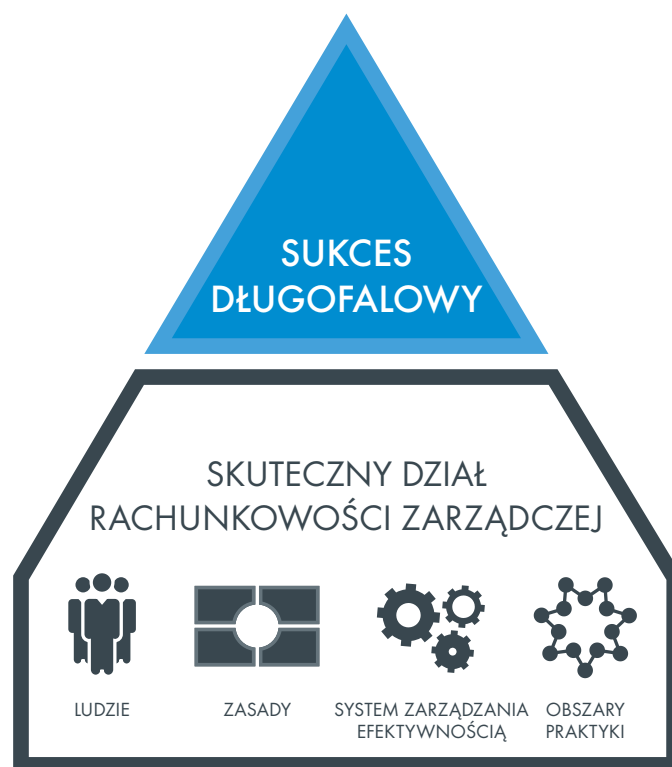 SUKCES
DŁUGOFALOWY
SKUTECZNY DZIAŁ
RACHUNKOWOŚCI ZARZĄDCZEJ
LUDZIE
ZASADY
SYSTEM ZARZĄDZANIA
EFEKTYWNOŚCIĄ
OBSZARY
PRAKTYKI